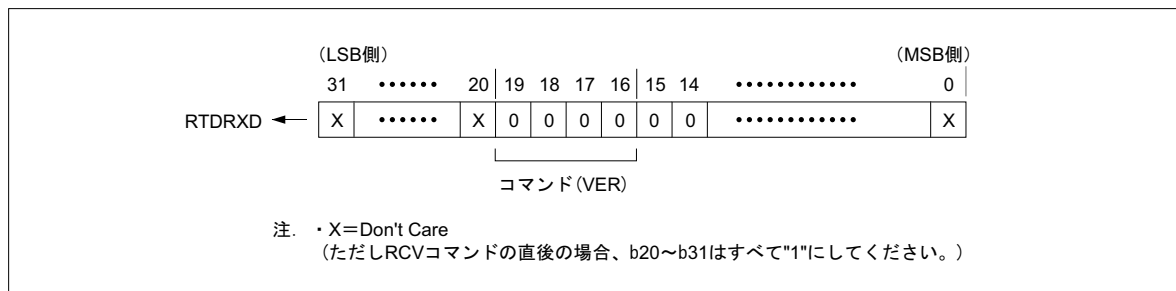 (LSB側) (MSB側)
31 •••••• 20 19 18 17 16 15 14 •••••••••••• 0
RTDRXD X •••••• X 0 0 0 0 0 0 •••••••••••• X
コマンド(VER)
注. ・X=Don't Care
(ただしRCVコマンドの直後の場合、b20〜b31はすべて"1"にしてください。)